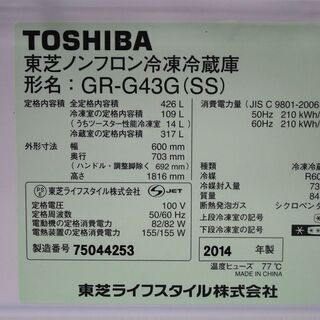 TOSHIBA
東芝ノンフロン冷凍冷蔵庫
形名：GR-G43G(SS)
定格内容積 全定格内容積 426 L
冷凍室の定格内容積 109 L
(うちツースター性能冷凍室 14 L)
冷蔵室の定格内容積 317 L
外形寸法 幅 600 mm
奥行 703 mm
(ハンドル、調整脚除く 692 mm)
高さ 1816 mm
東芝ライフスタイル株式会社 JET
定格電圧 100 V
定格周波数 50/60 Hz
電動機の定格消費電力 82/82 W
電熱装置の定格消費電力 155/155 W
製造番号 75044253
消費電力量 (JIS C 9801-2006
50Hz 210 kWh/
60Hz 210 kWh/
冷凍
冷媒 R60
冷媒封入量 73
質量 84
断熱発泡ガス シクロペンタ
上段冷凍室の記号
下段冷凍室の記号
2014 年製
温度ヒューズ 77℃
MADE IN CHINA
東芝ライフスタイル株式会社